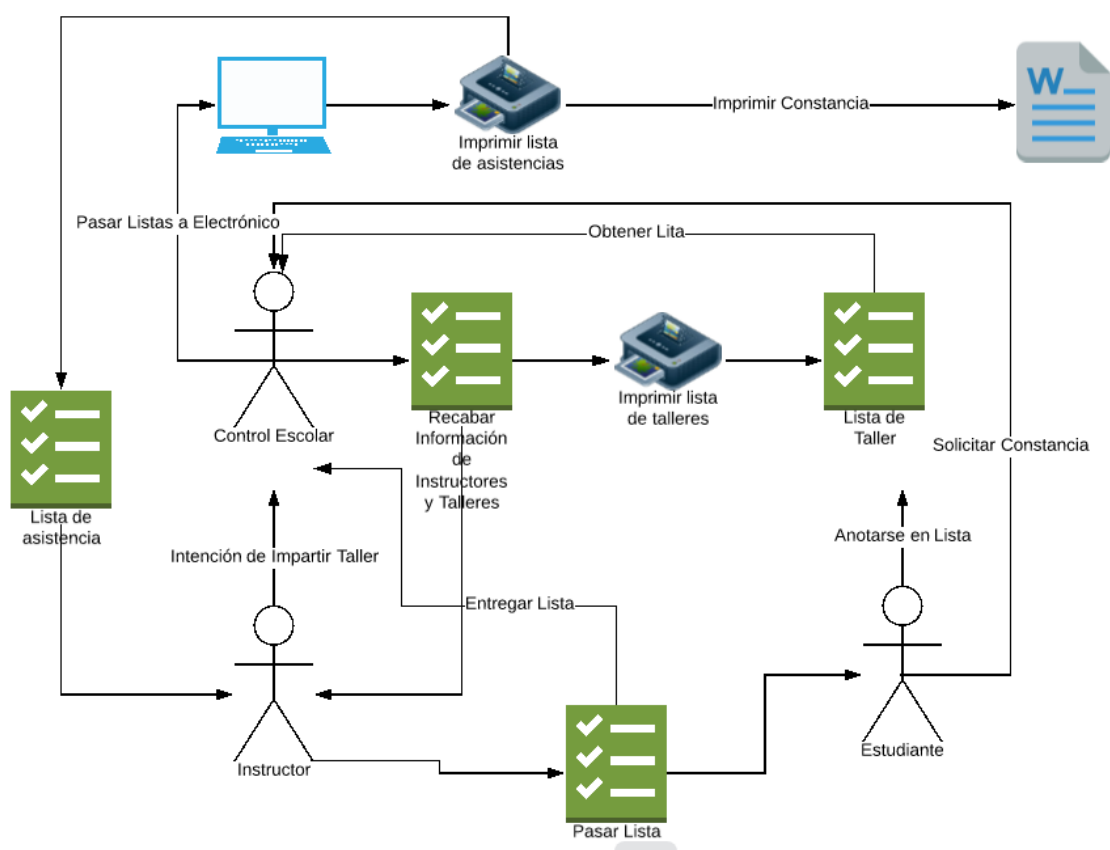 W
Imprimir Constancia
Imprimir lista
de asistencias
Pasar Listas a Electrónico
Obtener Lita
Control Escolar
Recabar
Información
de
Instructores
y Talleres
Imprimir lista
de talleres
Lista de
Taller
Solicitar Constancia
Lista de
asistencia
Intención de Impartir Taller
Anotarse en Lista
Entregar Lista
Instructor
Estudiante
Pasar Lista